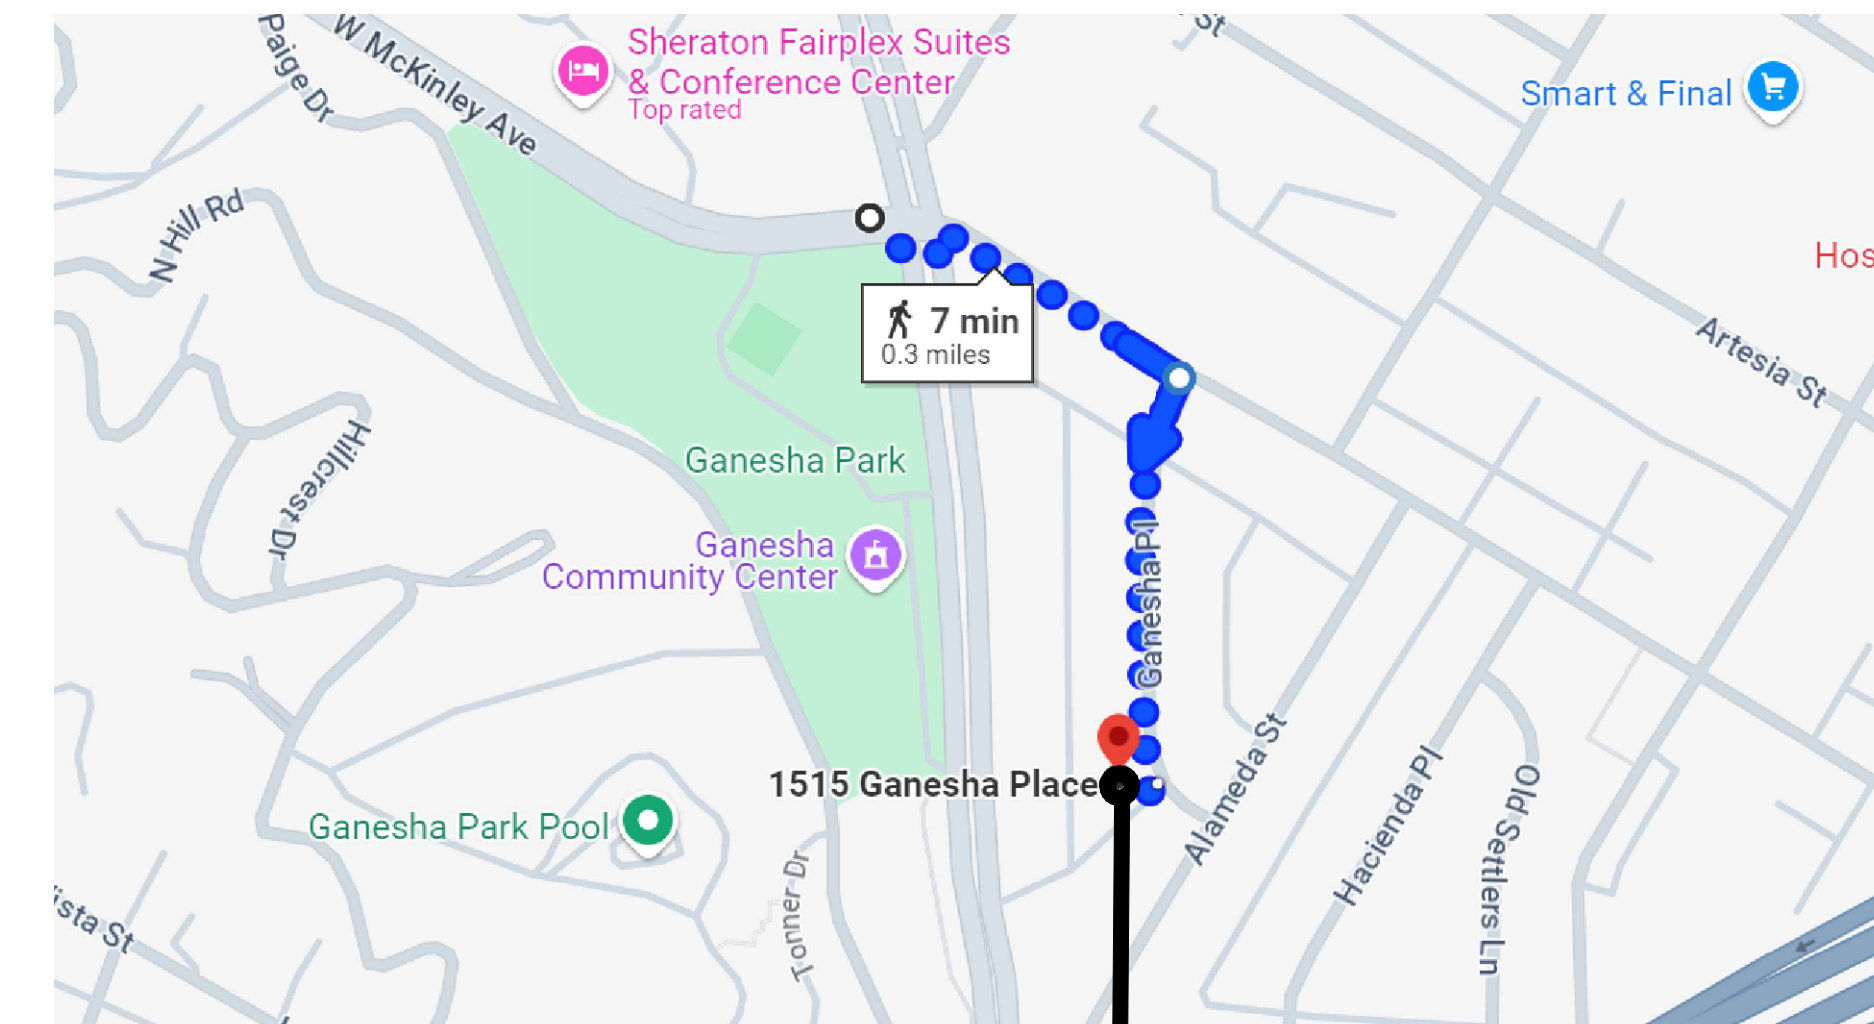 St
Paige Dr
W McKinley Ave
Sheraton Fairplex Suites
& Conference Center
Top rated
Smart & Final
N Hill Rd
Hos
7 min
0.3 miles
Artesia St
Hillcrest Dr
Ganesha Park
Ganesha
Community Center
Ganesha Pl
1515 Ganesha Place
Ganesha Park Pool
Alameda St
Hacienda Pl
Old Settlers Ln
Tonner Dr
ista St